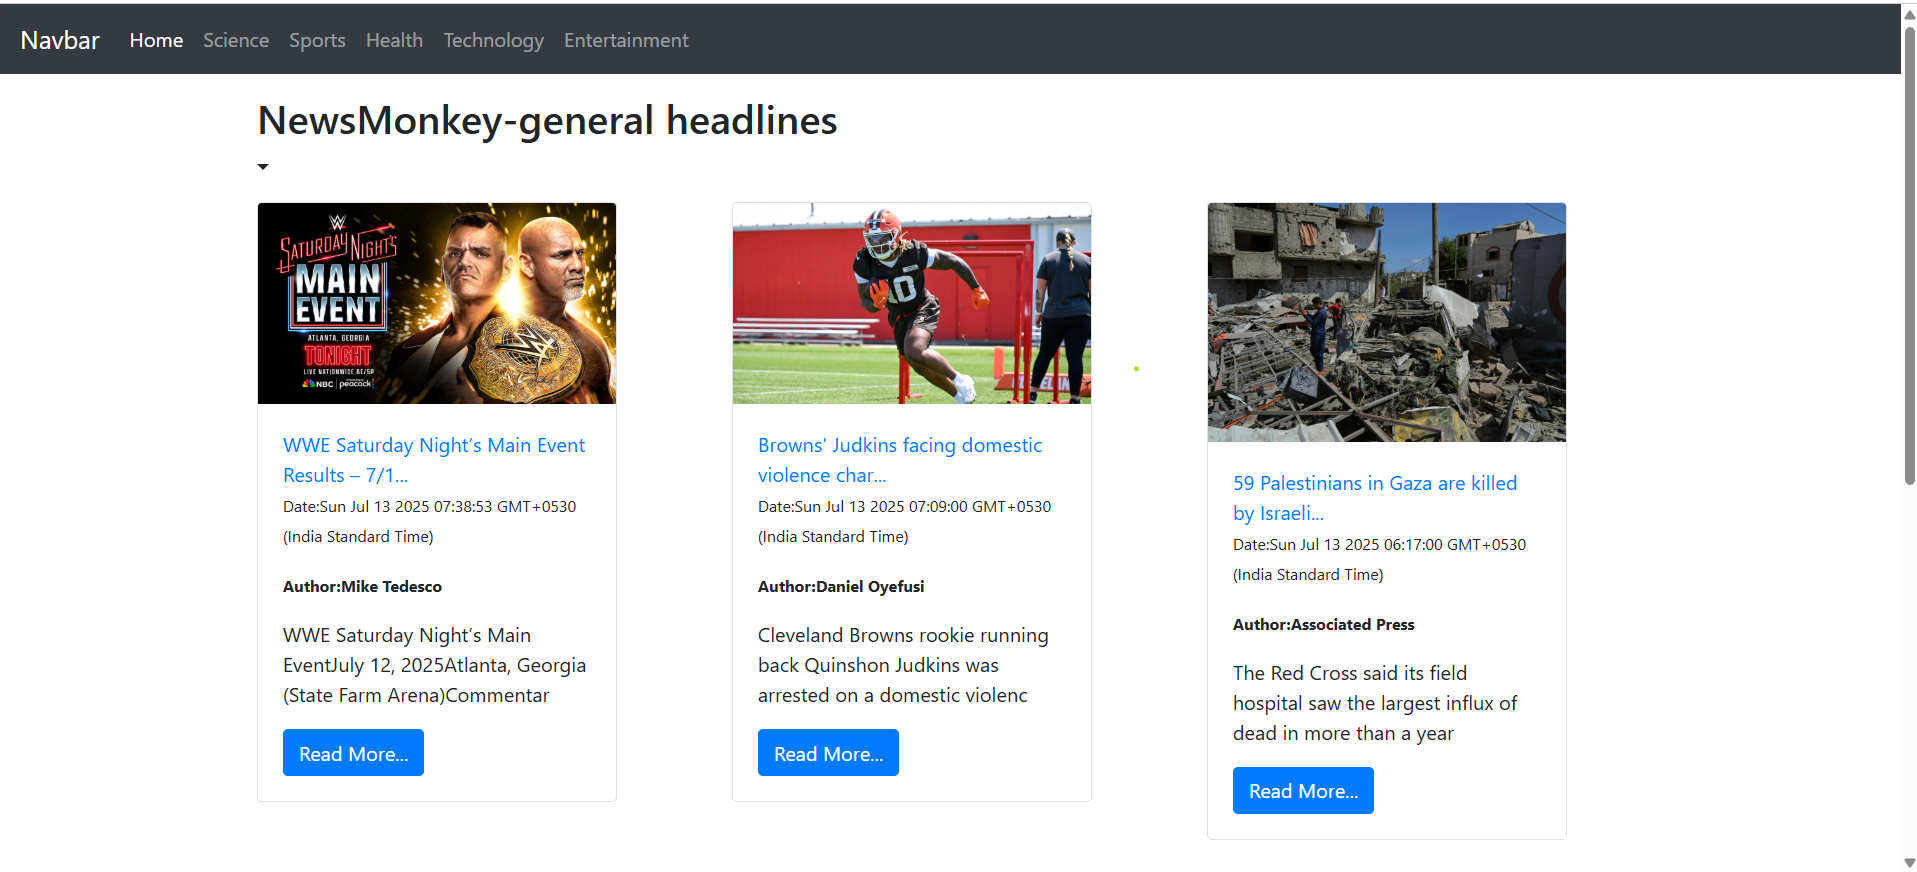 Navbar Home Science Sports Health Technology Entertainment
NewsMonkey-general headlines
W
SATURDAY NIGHT'S
MAIN
EVENT
ATLANTA, GEORGIA
TONIGHT
LIVE NATIONWIDE 8E/5P
NBC peacock
WWE Saturday Night’s Main Event
Results – 7/1...
Date:Sun Jul 13 2025 07:38:53 GMT+0530
(India Standard Time)
Author:Mike Tedesco
WWE Saturday Night’s Main
EventJuly 12, 2025Atlanta, Georgia
(State Farm Arena)Commentar
Read More...
10
Browns' Judkins facing domestic
violence char...
Date:Sun Jul 13 2025 07:09:00 GMT+0530
(India Standard Time)
Author:Daniel Oyefusi
Cleveland Browns rookie running
back Quinshon Judkins was
arrested on a domestic violenc
Read More...
59 Palestinians in Gaza are killed
by Israeli...
Date:Sun Jul 13 2025 06:17:00 GMT+0530
(India Standard Time)
Author:Associated Press
The Red Cross said its field
hospital saw the largest influx of
dead in more than a year
Read More...